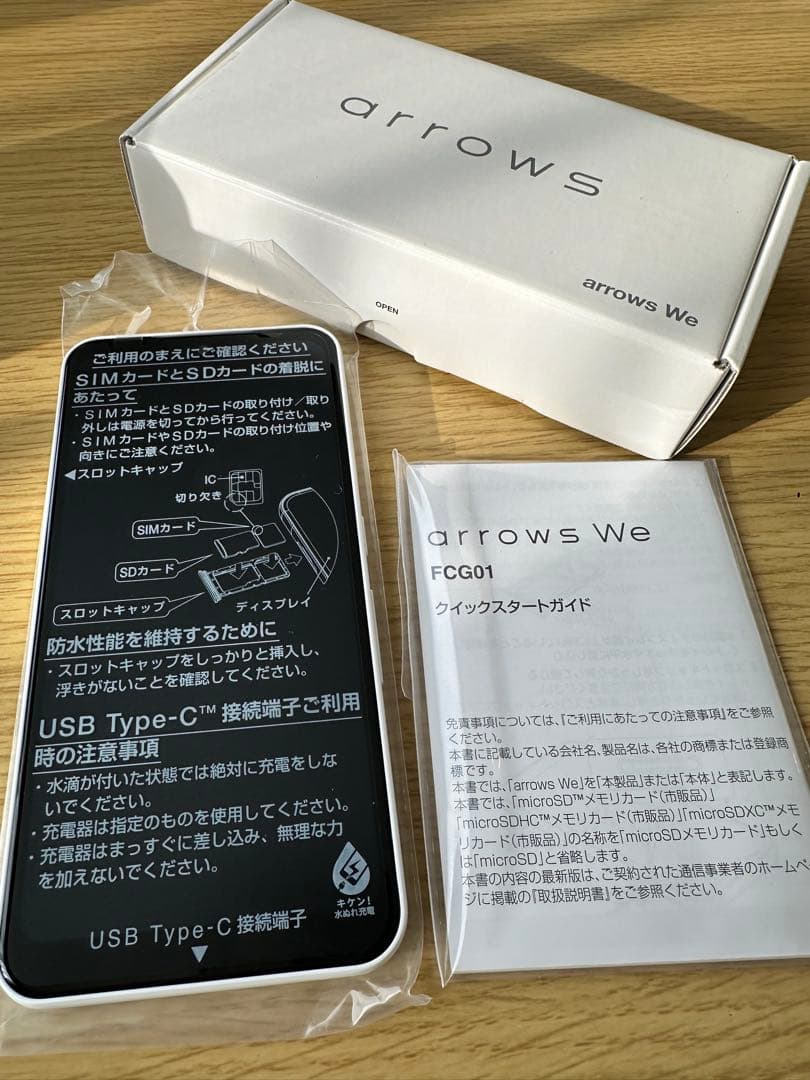 arrows
arrows We
OPEN
ご利用のまえにご確認ください
SIMカードとSDカードの着脱に
あたって
・SIMカードとSDカードの取り付け/取り
外しは電源を切ってから行ってください。
・SIMカードやSDカードの取り付け位置や
向きにご注意ください。
◀スロットキャップ
IC
切り欠き
SIMカード
SDカード
スロットキャップ
ディスプレイ
防水性能を維持するために
・スロットキャップをしっかりと挿入し、
浮きがないことを確認してください。
USB Type-C™ 接続端子ご利用
時の注意事項
・水滴が付いた状態では絶対に充電をしな
いでください。
・充電器は指定のものを使用してください。
・充電器はまっすぐに差し込み、無理な力
を加えないでください。
キケン!
水ぬれ充電
USB Type-C 接続端子
▼
arrows We
FCG01
クイックスタートガイド
免責事項については、『ご利用にあたっての注意事項』をご参照
ください。
本書に記載している会社名、製品名は、各社の商標または登録商
標です。
本書では、「arrows We」を「本製品」または「本体」と表記します。
本書では、「microSD™メモリカード(市販品)」
「microSDHC™メモリカード(市販品)」「microSDXC™メモ
リカード(市販品)」の名称を「microSDメモリカード」もしく
は「microSD」と省略します。
本書の内容の最新版は、ご契約された通信事業者のホームペ
ージに掲載の『取扱説明書』をご参照ください。